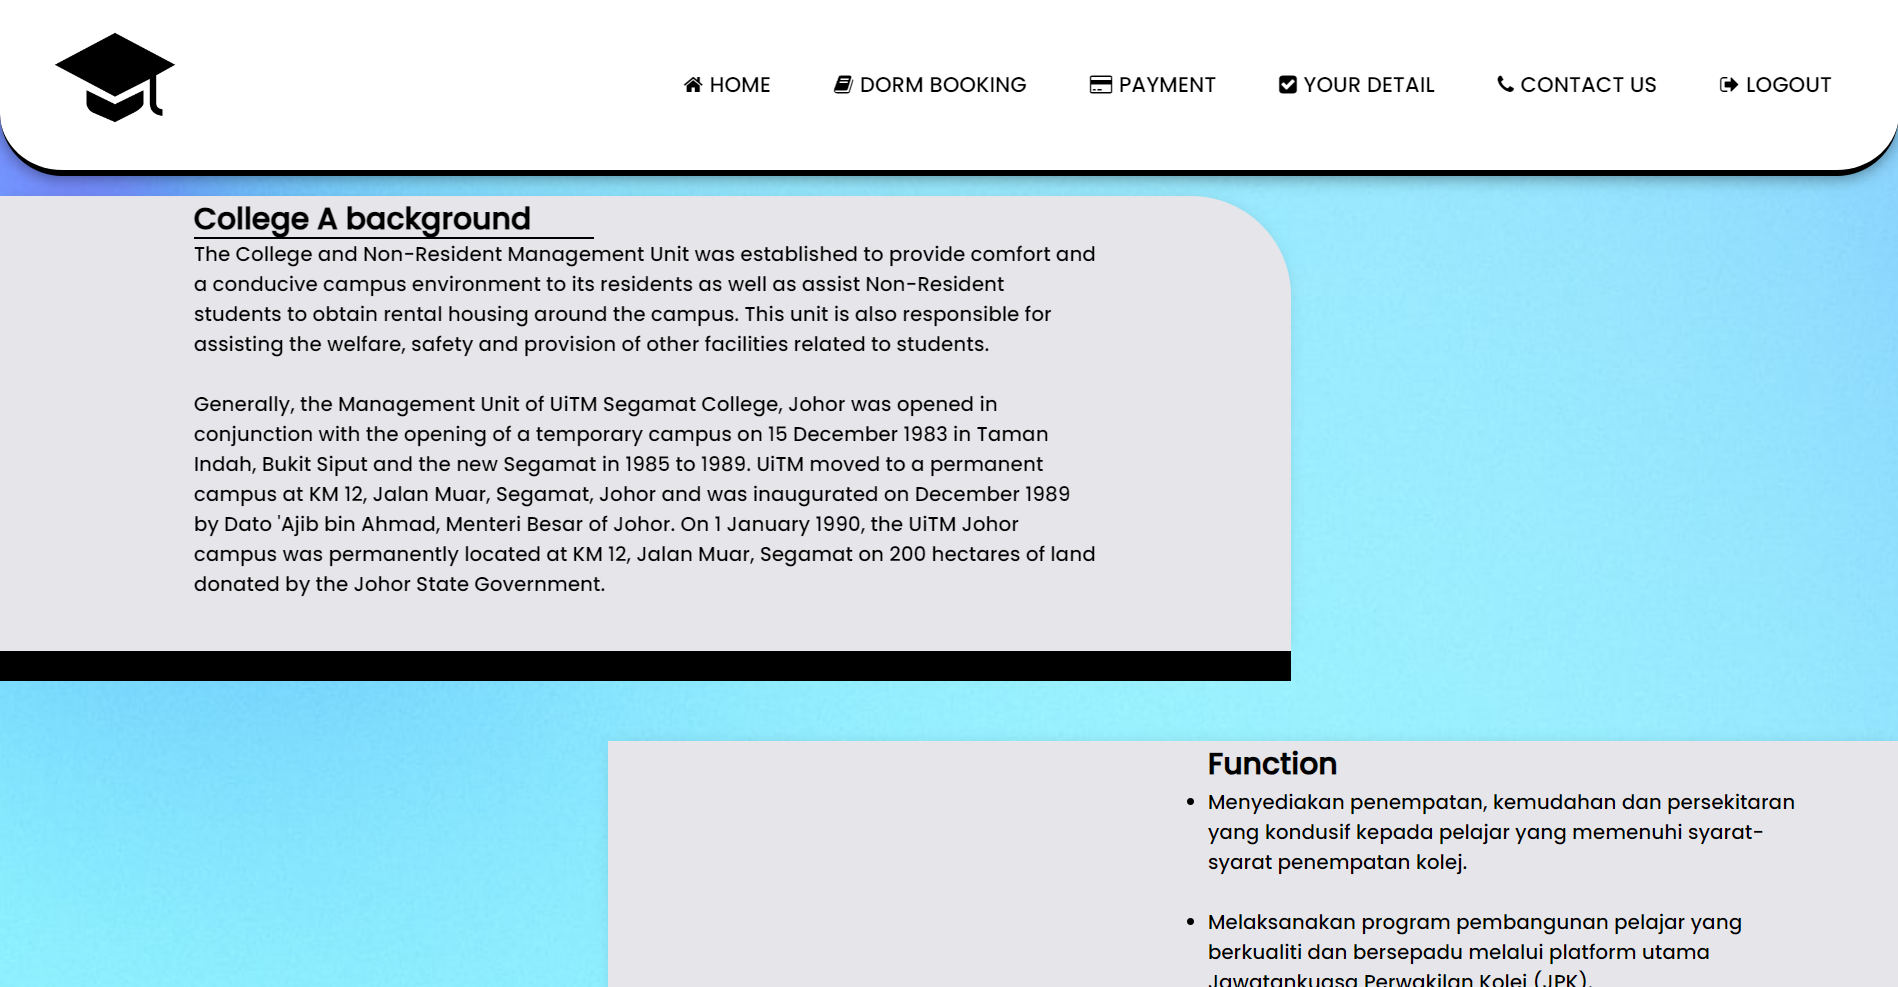 HOME
DORM BOOKING
PAYMENT
YOUR DETAIL
CONTACT US
LOGOUT
College A background
The College and Non-Resident Management Unit was established to provide comfort and
a conducive campus environment to its residents as well as assist Non-Resident
students to obtain rental housing around the campus. This unit is also responsible for
assisting the welfare, safety and provision of other facilities related to students.
Generally, the Management Unit of UiTM Segamat College, Johor was opened in
conjunction with the opening of a temporary campus on 15 December 1983 in Taman
Indah, Bukit Siput and the new Segamat in 1985 to 1989. UiTM moved to a permanent
campus at KM 12, Jalan Muar, Segamat, Johor and was inaugurated on December 1989
by Dato 'Ajib bin Ahmad, Menteri Besar of Johor. On 1 January 1990, the UiTM Johor
campus was permanently located at KM 12, Jalan Muar, Segamat on 200 hectares of land
donated by the Johor State Government.
Function
• Menyediakan penempatan, kemudahan dan persekitaran
yang kondusif kepada pelajar yang memenuhi syarat-
syarat penempatan kolej.
• Melaksanakan program pembangunan pelajar yang
berkualiti dan bersepadu melalui platform utama
Jawatankuasa Perwakilan Kolej (JPK).